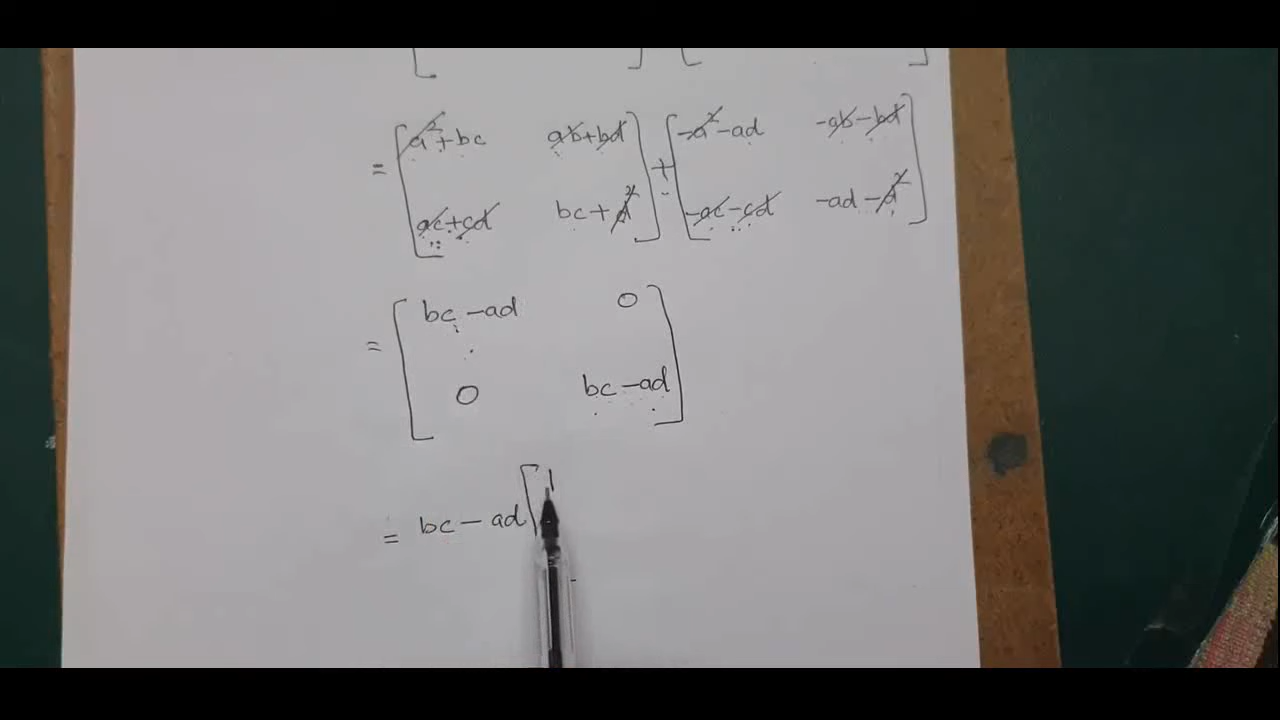 a²+bc ab+bd -a²-ad -ab-bd
= +
ac+cd bc+d² -ac-cd -ad-d²
bc-ad 0
=
0 bc-ad
= bc-ad [1